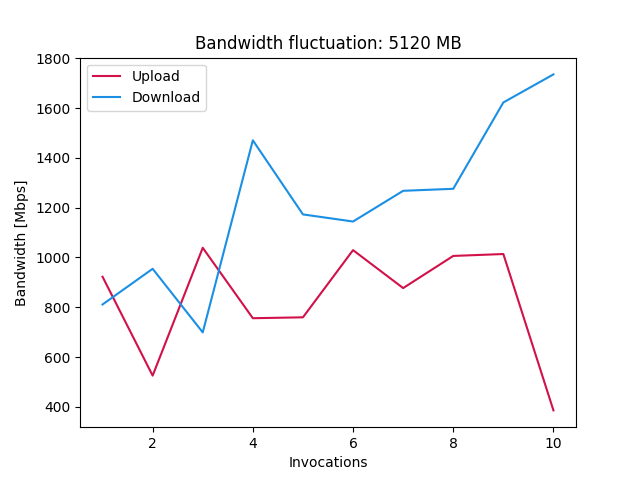 Bandwidth fluctuation: 5120 MB
Upload
Download
1800
1600
1400
1200
1000
800
600
400
Bandwidth [Mbps]
2 4 6 8 10
Invocations